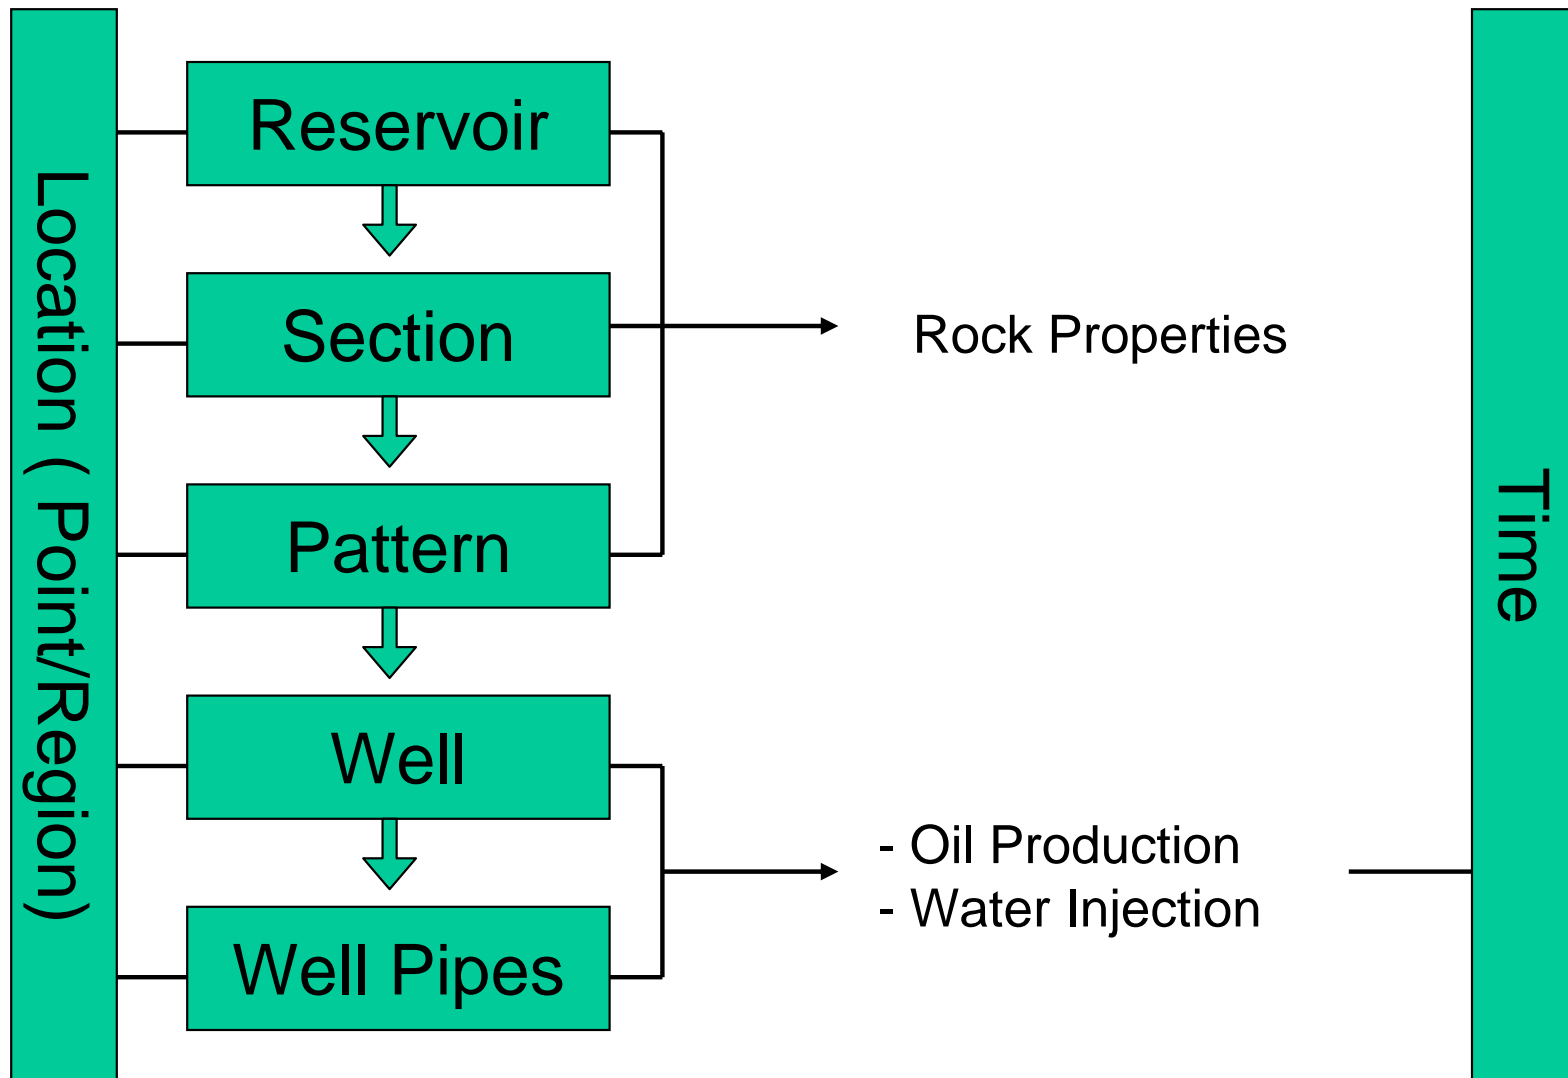 Location ( Point/Region)
Reservoir
Section
Pattern
Well
Well Pipes
Rock Properties
- Oil Production
- Water Injection
Time